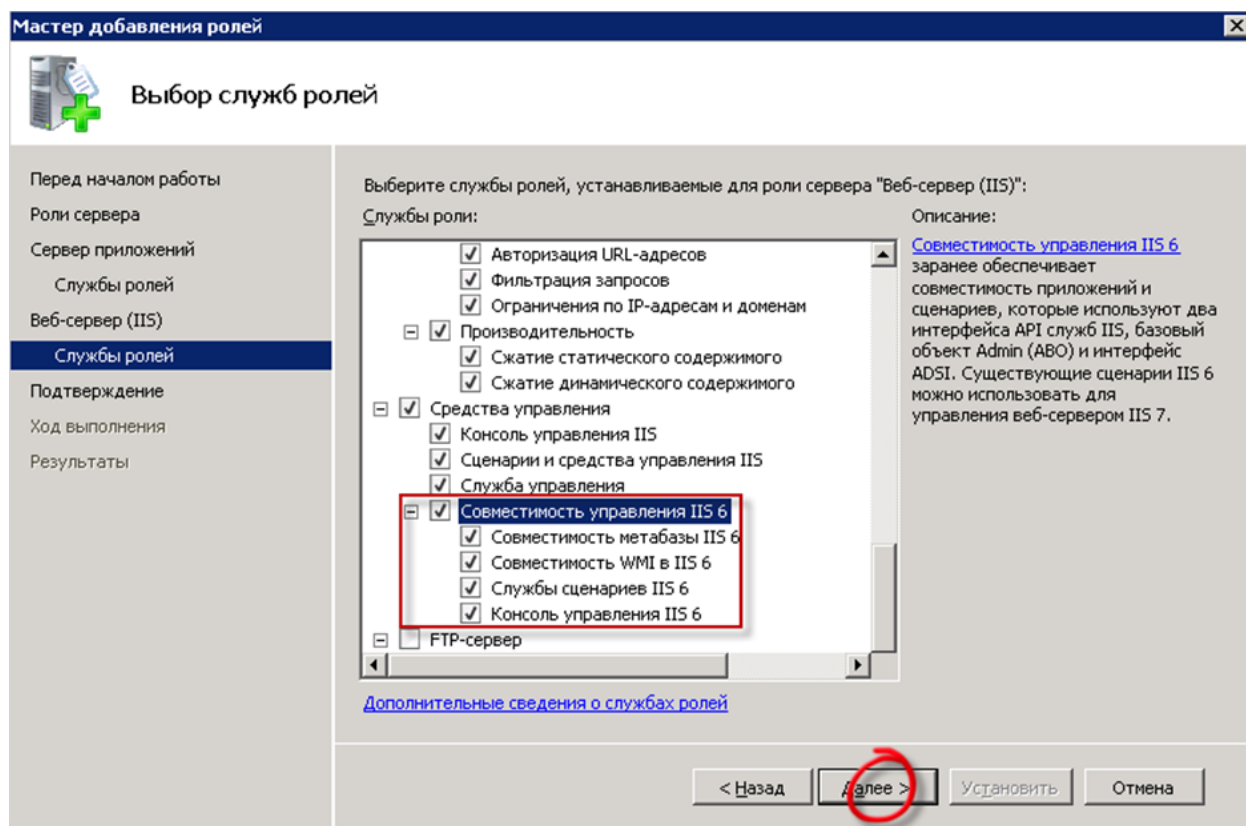 Мастер добавления ролей
Выбор служб ролей
Перед началом работы
Роли сервера
Сервер приложений
Службы ролей
Веб-сервер (IIS)
Службы ролей
Подтверждение
Ход выполнения
Результаты
Выберите службы ролей, устанавливаемые для роли сервера "Веб-сервер (IIS)":
Службы роли:
Авторизация URL-адресов
Фильтрация запросов
Ограничения по IP-адресам и доменам
Производительность
Сжатие статического содержимого
Сжатие динамического содержимого
Средства управления
Консоль управления IIS
Сценарии и средства управления IIS
Служба управления
Совместимость управления IIS 6
Совместимость метабазы IIS 6
Совместимость WMI в IIS 6
Службы сценариев IIS 6
Консоль управления IIS 6
FTP-сервер
Дополнительные сведения о службах ролей
Описание:
Совместимость управления IIS 6
заранее обеспечивает
совместимость приложений и
сценариев, которые используют два
интерфейса API служб IIS, базовый
объект Admin (ABO) и интерфейс
ADSI. Существующие сценарии IIS 6
можно использовать для
управления веб-сервером IIS 7.
< Назад
Далее >
Установить
Отмена